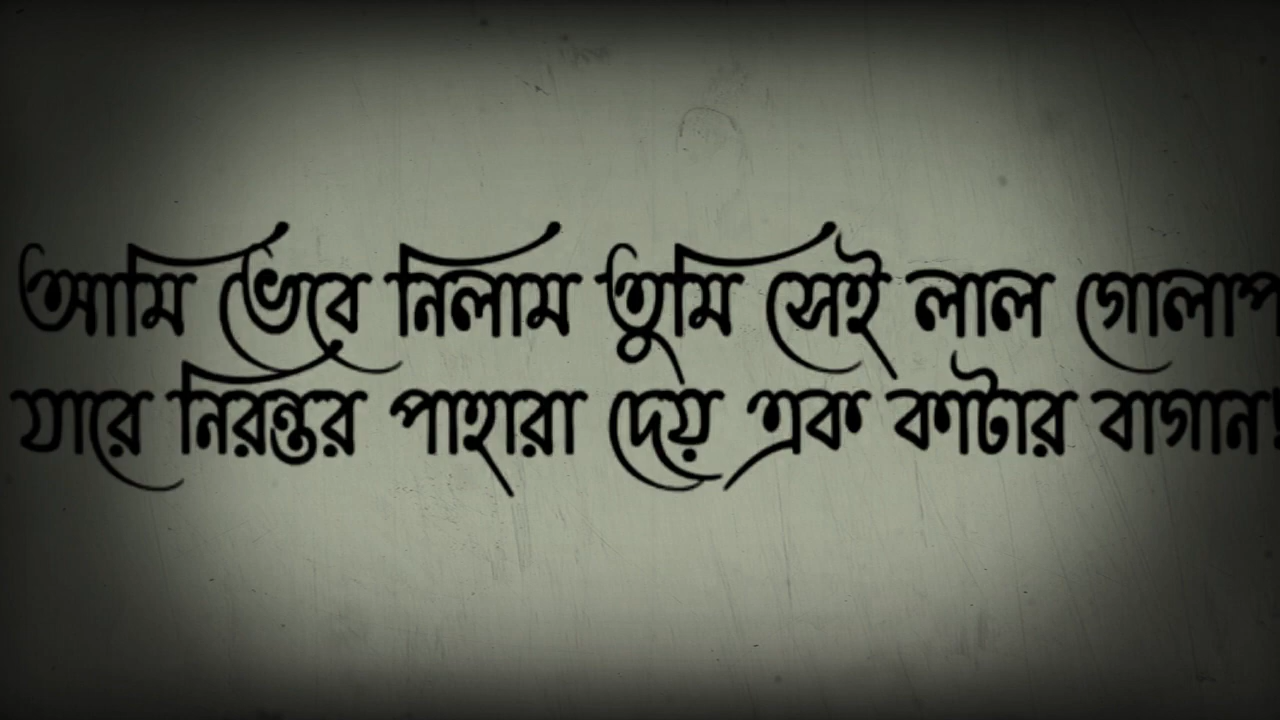 আমি ভেবে নিলাম তুমি সেই লাল গোলাপ
যারে নিরন্তর পাহারা দেয় এক কাটার বাগান!